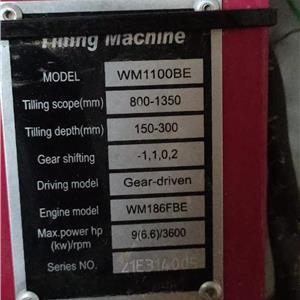 Tilling Machine
MODEL WM1100BE
Tilling scope(mm) 800-1350
Tilling depth(mm) 150-300
Gear shifting -1,1,0,2
Driving model Gear-driven
Engine model WM186FBE
Max.power hp (kw)/rpm 9(6.6)/3600
Series NO.